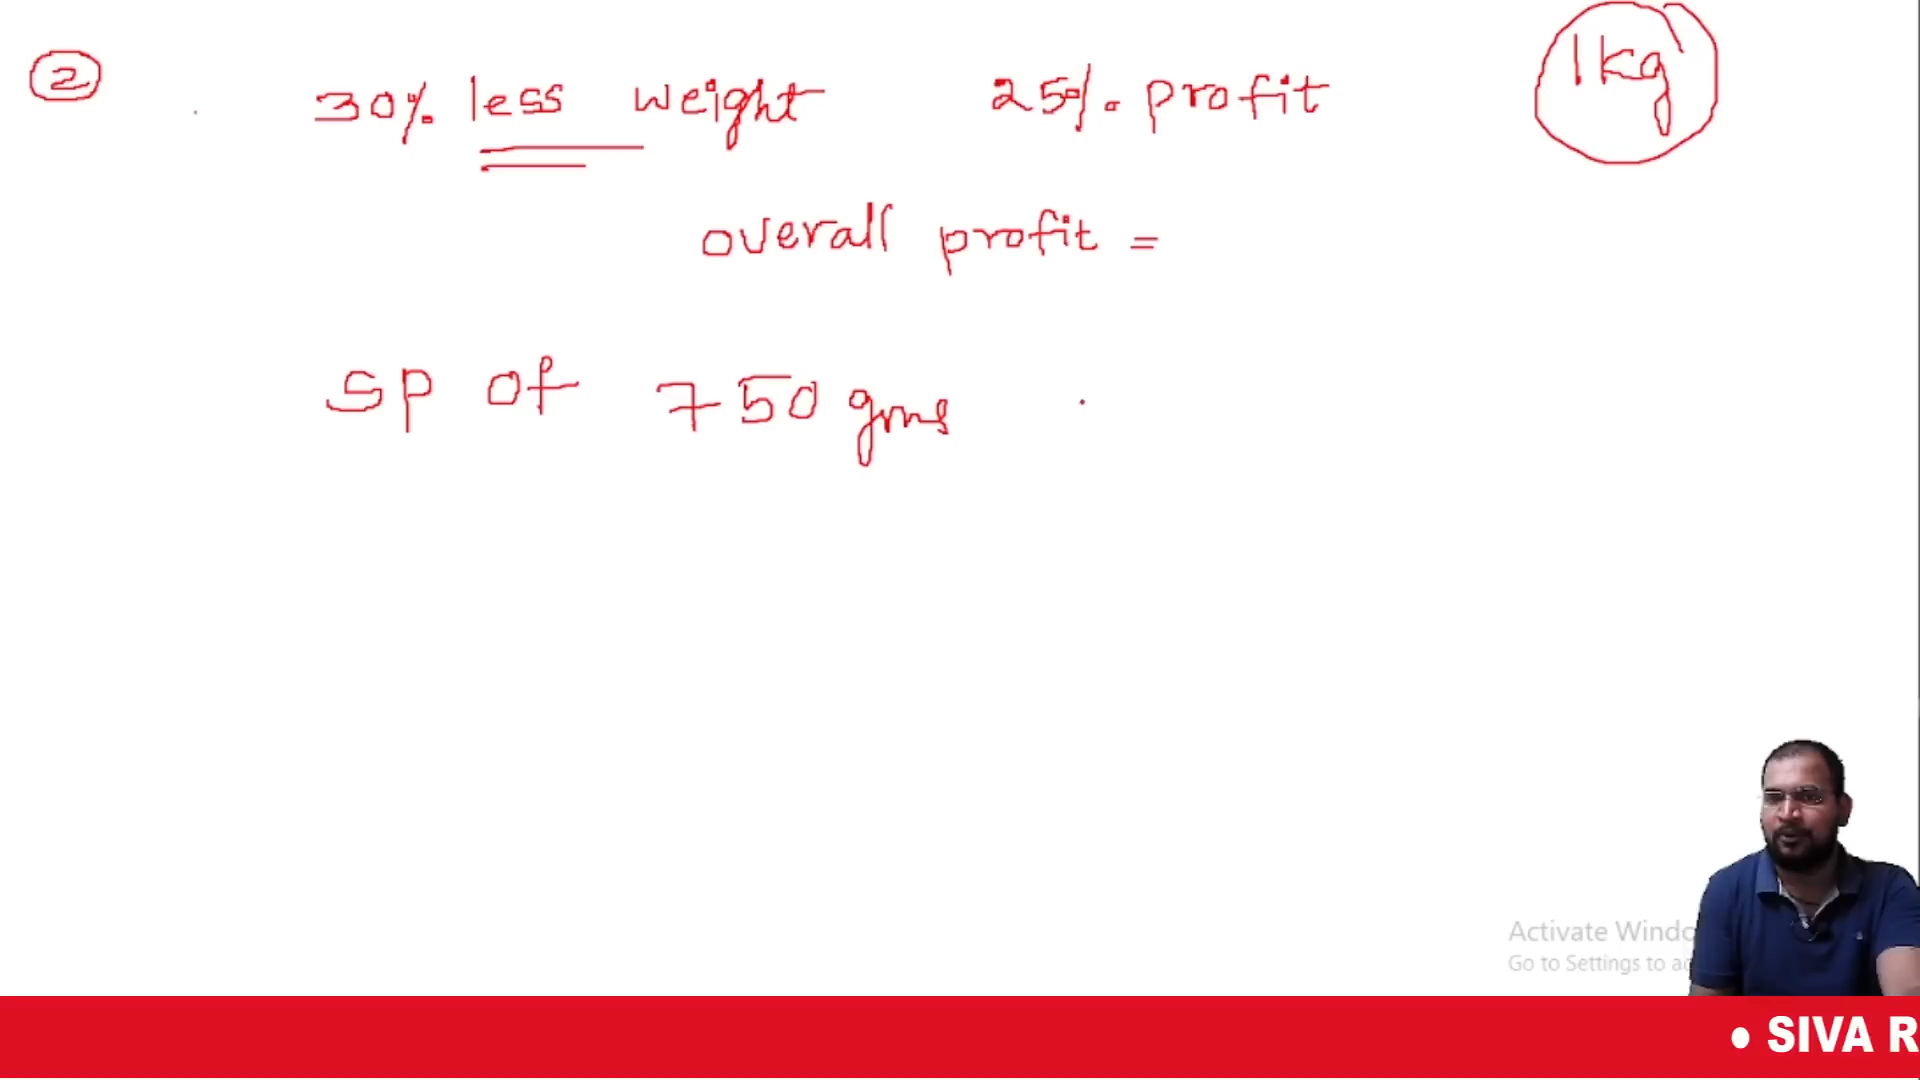 2
30% less weight 25% profit 1kg
overall profit =
SP of 750 gms
Activate Windo
Go to Settings to a
• SIVA R